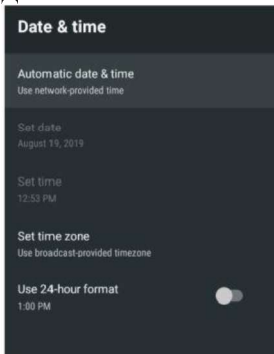 Date & time
Automatic date & time
Use network-provided time
Set date
August 19, 2019
Set time
12:53 PM
Set time zone
Use broadcast-provided timezone
Use 24-hour format
1:00 PM